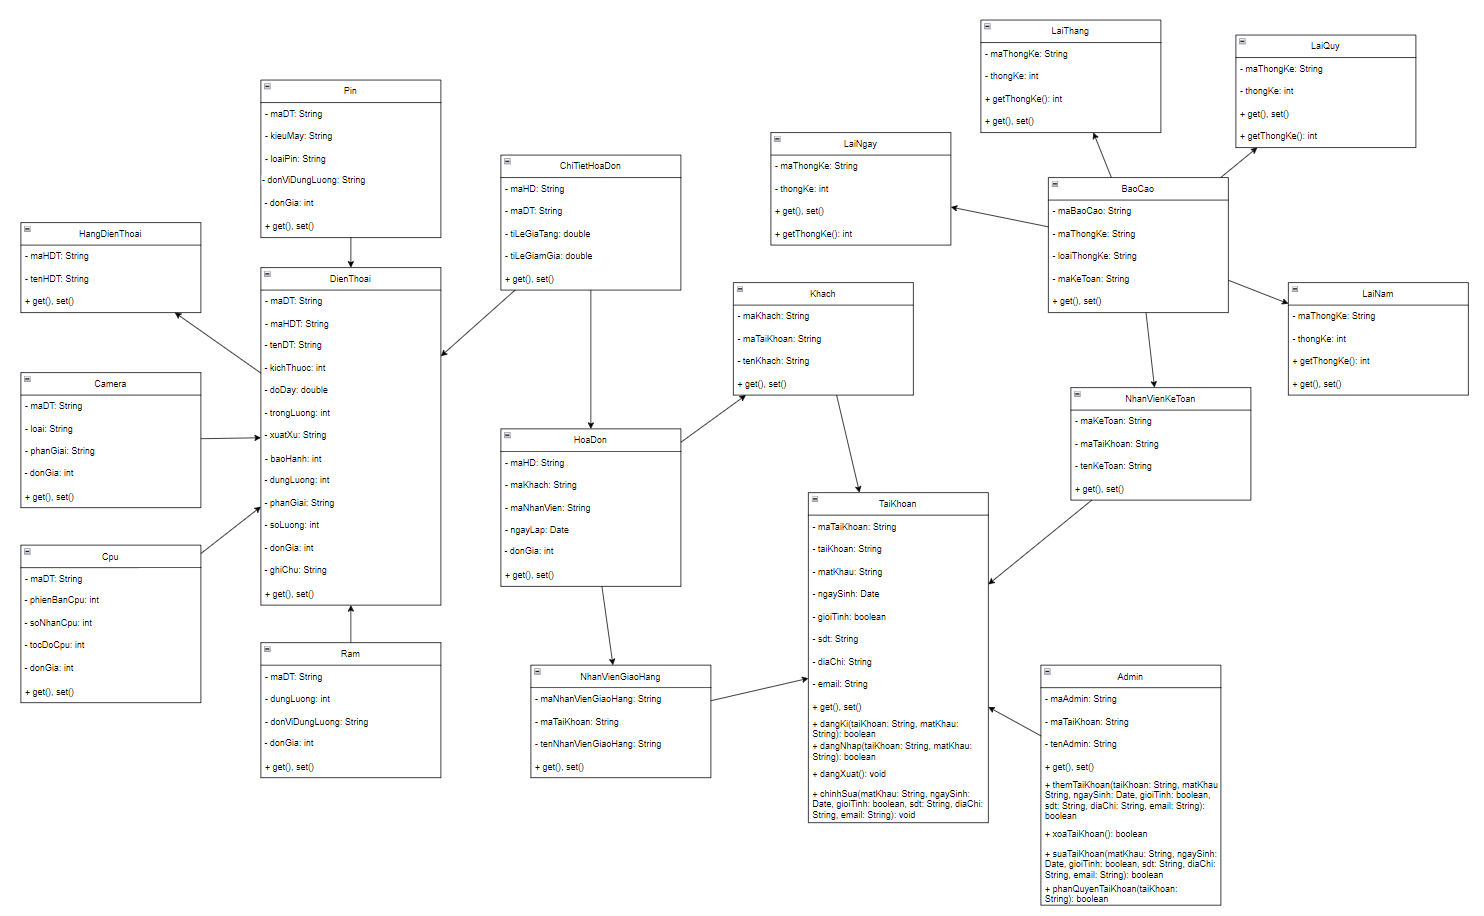 LaiThang
- maThongKe: String
- thongKe: int
+ getThongKe(): int
+ get(), set()
LaiQuy
- maThongKe: String
- thongKe: int
+ get(), set()
+ getThongKe(): int
Pin
- maDT: String
- kieuMay: String
- loaiPin: String
- donViDungLuong: String
- donGia: int
+ get(), set()
LaiNgay
- maThongKe: String
- thongKe: int
+ get(), set()
+ getThongKe(): int
ChiTietHoaDon
- maHD: String
- maDT: String
- tiLeGiaTang: double
- tiLeGiamGia: double
+ get(), set()
BaoCao
- maBaoCao: String
- maThongKe: String
- loaiThongKe: String
- maKeToan: String
+ get(), set()
HangDienThoai
- maHDT: String
- tenHDT: String
+ get(), set()
DienThoai
- maDT: String
- maHDT: String
- tenDT: String
- kichThuoc: int
- doDay: double
- trongLuong: int
- xuatXu: String
- baoHanh: int
- dungLuong: int
- phanGiai: String
- soLuong: int
- donGia: int
- ghiChu: String
+ get(), set()
Khach
- maKhach: String
- maTaiKhoan: String
- tenKhach: String
+ get(), set()
LaiNam
- maThongKe: String
- thongKe: int
+ getThongKe(): int
+ get(), set()
Camera
- maDT: String
- loai: String
- phanGiai: String
- donGia: int
+ get(), set()
NhanVienKeToan
- maKeToan: String
- maTaiKhoan: String
- tenKeToan: String
+ get(), set()
HoaDon
- maHD: String
- maKhach: String
- maNhanVien: String
- ngayLap: Date
- donGia: int
+ get(), set()
TaiKhoan
- maTaiKhoan: String
- taiKhoan: String
- matKhau: String
- ngaySinh: Date
- gioiTinh: boolean
- sdt: String
- diaChi: String
- email: String
+ get(), set()
+ dangKi(taiKhoan: String, matKhau:
String): boolean
+ dangNhap(taiKhoan: String, matKhau:
String): boolean
+ dangXuat(): void
+ chinhSua(matKhau: String, ngaySinh:
Date, gioiTinh: boolean, sdt: String, diaChi:
String, email: String): void
Cpu
- maDT: String
- phienBanCpu: int
- soNhanCpu: int
- tocDoCpu: int
- donGia: int
+ get(), set()
Ram
- maDT: String
- dungLuong: int
- donViDungLuong: String
- donGia: int
+ get(), set()
NhanVienGiaoHang
- maNhanVienGiaoHang: String
- maTaiKhoan: String
- tenNhanVienGiaoHang: String
+ get(), set()
Admin
- maAdmin: String
- maTaiKhoan: String
- tenAdmin: String
+ get(), set()
+ themTaiKhoan(taiKhoan: String, matKhau
String, ngaySinh: Date, gioiTinh: boolean,
sdt: String, diaChi: String, email: String):
boolean
+ xoaTaiKhoan(): boolean
+ suaTaiKhoan(matKhau: String, ngaySinh:
Date, gioiTinh: boolean, sdt: String, diaChi:
String, email: String): boolean
+ phanQuyenTaiKhoan(taiKhoan:
String): boolean